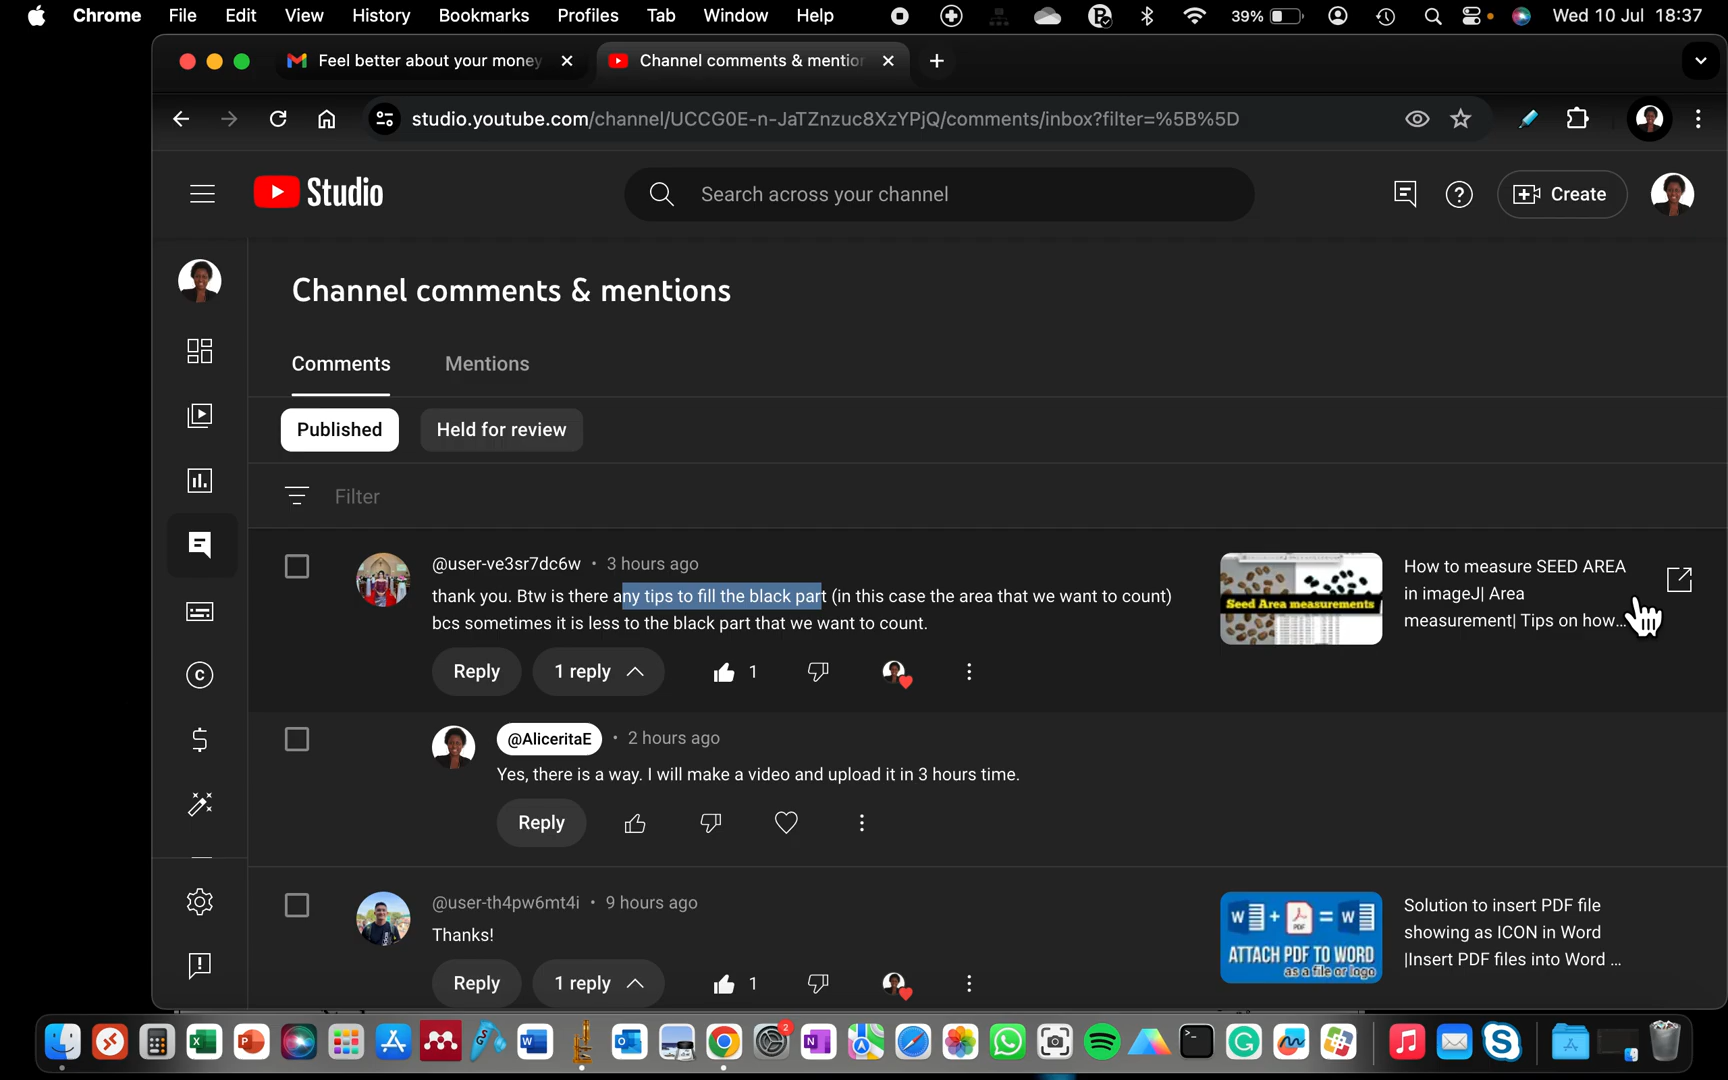 Chrome File Edit View History Bookmarks Profiles Tab Window Help 39% Wed 10 Jul 18:37
Feel better about your money
Channel comments & mentior
studio.youtube.com/channel/UCCG0E-n-JaTZnzuc8XzYPjQ/comments/inbox?filter=%5B%5D
Studio
Search across your channel
Create
Channel comments & mentions
Comments Mentions
Published Held for review
Filter
@user-ve3sr7dc6w • 3 hours ago
thank you. Btw is there any tips to fill the black part (in this case the area that we want to count)
bcs sometimes it is less to the black part that we want to count.
Reply 1 reply 1
Seed Area measurements
How to measure SEED AREA
in imageJ| Area
measurement| Tips on how...
@AliceritaE • 2 hours ago
Yes, there is a way. I will make a video and upload it in 3 hours time.
Reply
@user-th4pw6mt4i • 9 hours ago
Thanks!
Reply 1 reply 1
ATTACH PDF TO WORD
as a file or logo
Solution to insert PDF file
showing as ICON in Word
|Insert PDF files into Word ...
2